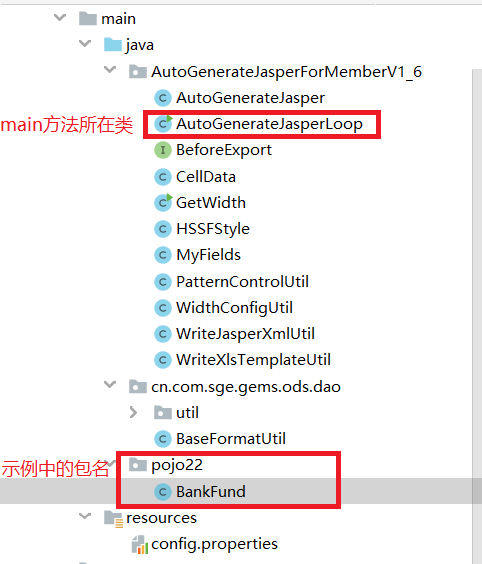 main
java
AutoGenerateJasperForMemberV1_6
AutoGenerateJasper
main方法所在类
AutoGenerateJasperLoop
BeforeExport
CellData
GetWidth
HSSFStyle
MyFields
PatternControlUtil
WidthConfigUtil
WriteJasperXmlUtil
WriteXlsTemplateUtil
cn.com.sge.gems.ods.dao
util
BaseFormatUtil
示例中的包名
pojo22
BankFund
resources
config.properties